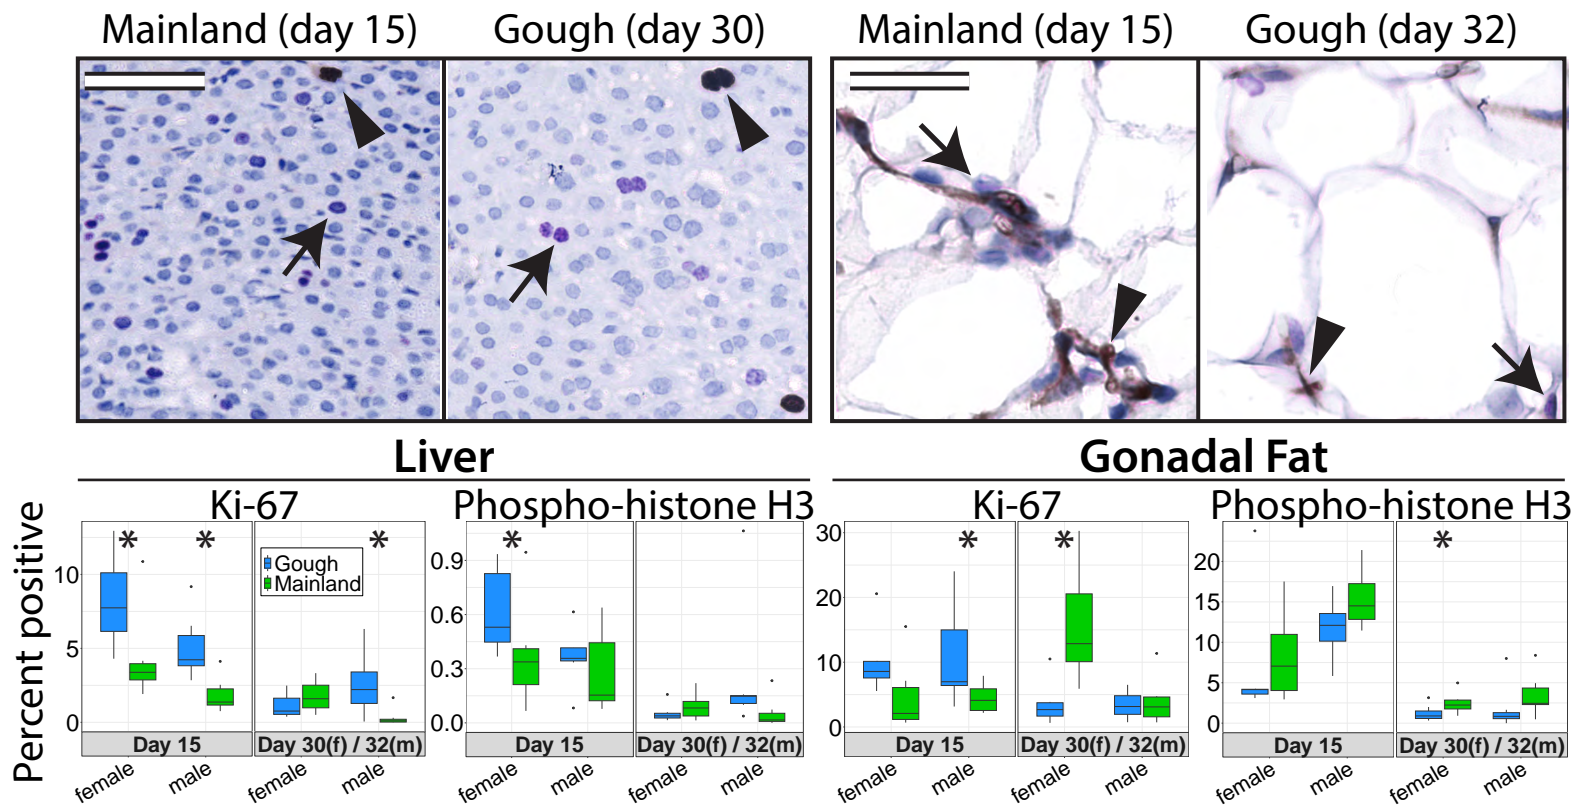 Mainland (day 15) Gough (day 30) Mainland (day 15) Gough (day 32)
Liver Gonadal Fat
Ki-67 Phospho-histone H3 Ki-67 Phospho-histone H3
Percent positive
* * * * * * *
Gough
Mainland
10
5
0
0.9
0.6
0.3
0.0
30
20
10
0
20
15
10
5
0
Day 15 Day 30(f) / 32(m) Day 15 Day 30(f) / 32(m) Day 15 Day 30(f) / 32(m) Day 15 Day 30(f) / 32(m)
female male female male female male female male female male female male female male female male